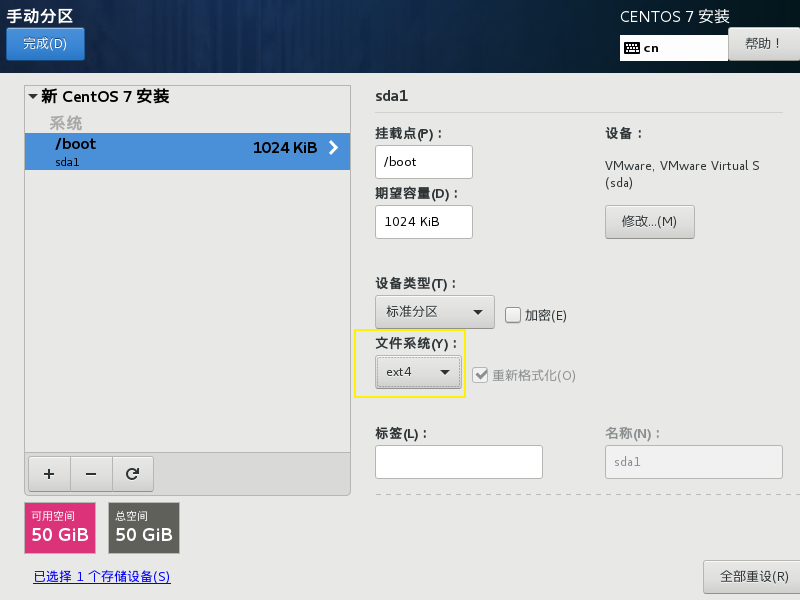 手动分区
CENTOS 7 安装
完成(D)
cn
帮助！
新 CentOS 7 安装
系统
/boot
1024 KiB
sda1
sda1
挂载点(P)：
设备：
/boot
VMware, VMware Virtual S
(sda)
期望容量(D)：
1024 KiB
修改...(M)
设备类型(T)：
标准分区
加密(E)
文件系统(Y)：
ext4
重新格式化(O)
标签(L)：
名称(N)：
sda1
可用空间
50 GiB
总空间
50 GiB
已选择 1 个存储设备(S)
全部重设(R)